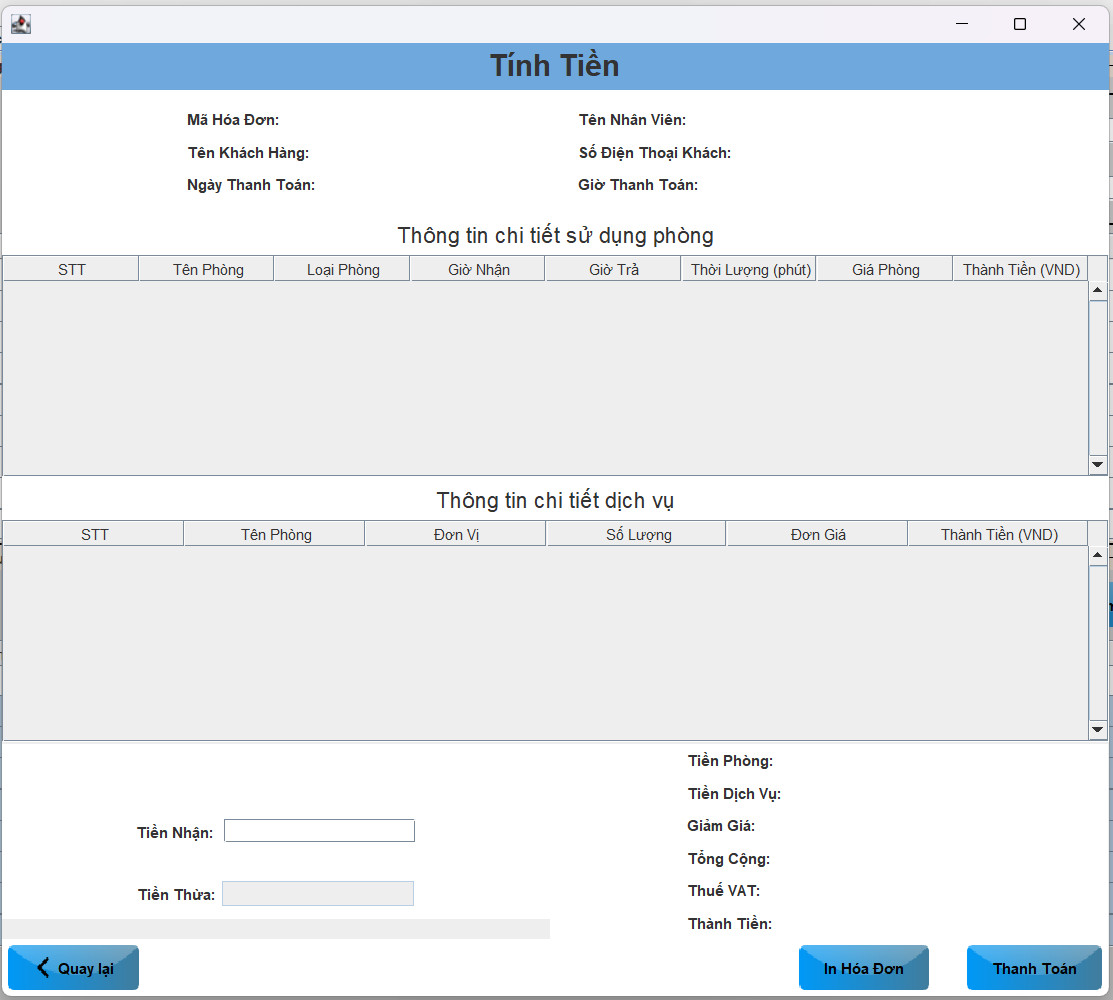 Tính Tiền
Mã Hóa Đơn: Tên Nhân Viên:
Tên Khách Hàng: Số Điện Thoại Khách:
Ngày Thanh Toán: Giờ Thanh Toán:
Thông tin chi tiết sử dụng phòng
STT Tên Phòng Loại Phòng Giờ Nhận Giờ Trả Thời Lượng (phút) Giá Phòng Thành Tiền (VND)
Thông tin chi tiết dịch vụ
STT Tên Phòng Đơn Vị Số Lượng Đơn Giá Thành Tiền (VND)
Tiền Phòng:
Tiền Dịch Vụ:
Giảm Giá:
Tiền Nhận:
Tổng Cộng:
Thuế VAT:
Tiền Thừa:
Thành Tiền:
Quay lại In Hóa Đơn Thanh Toán